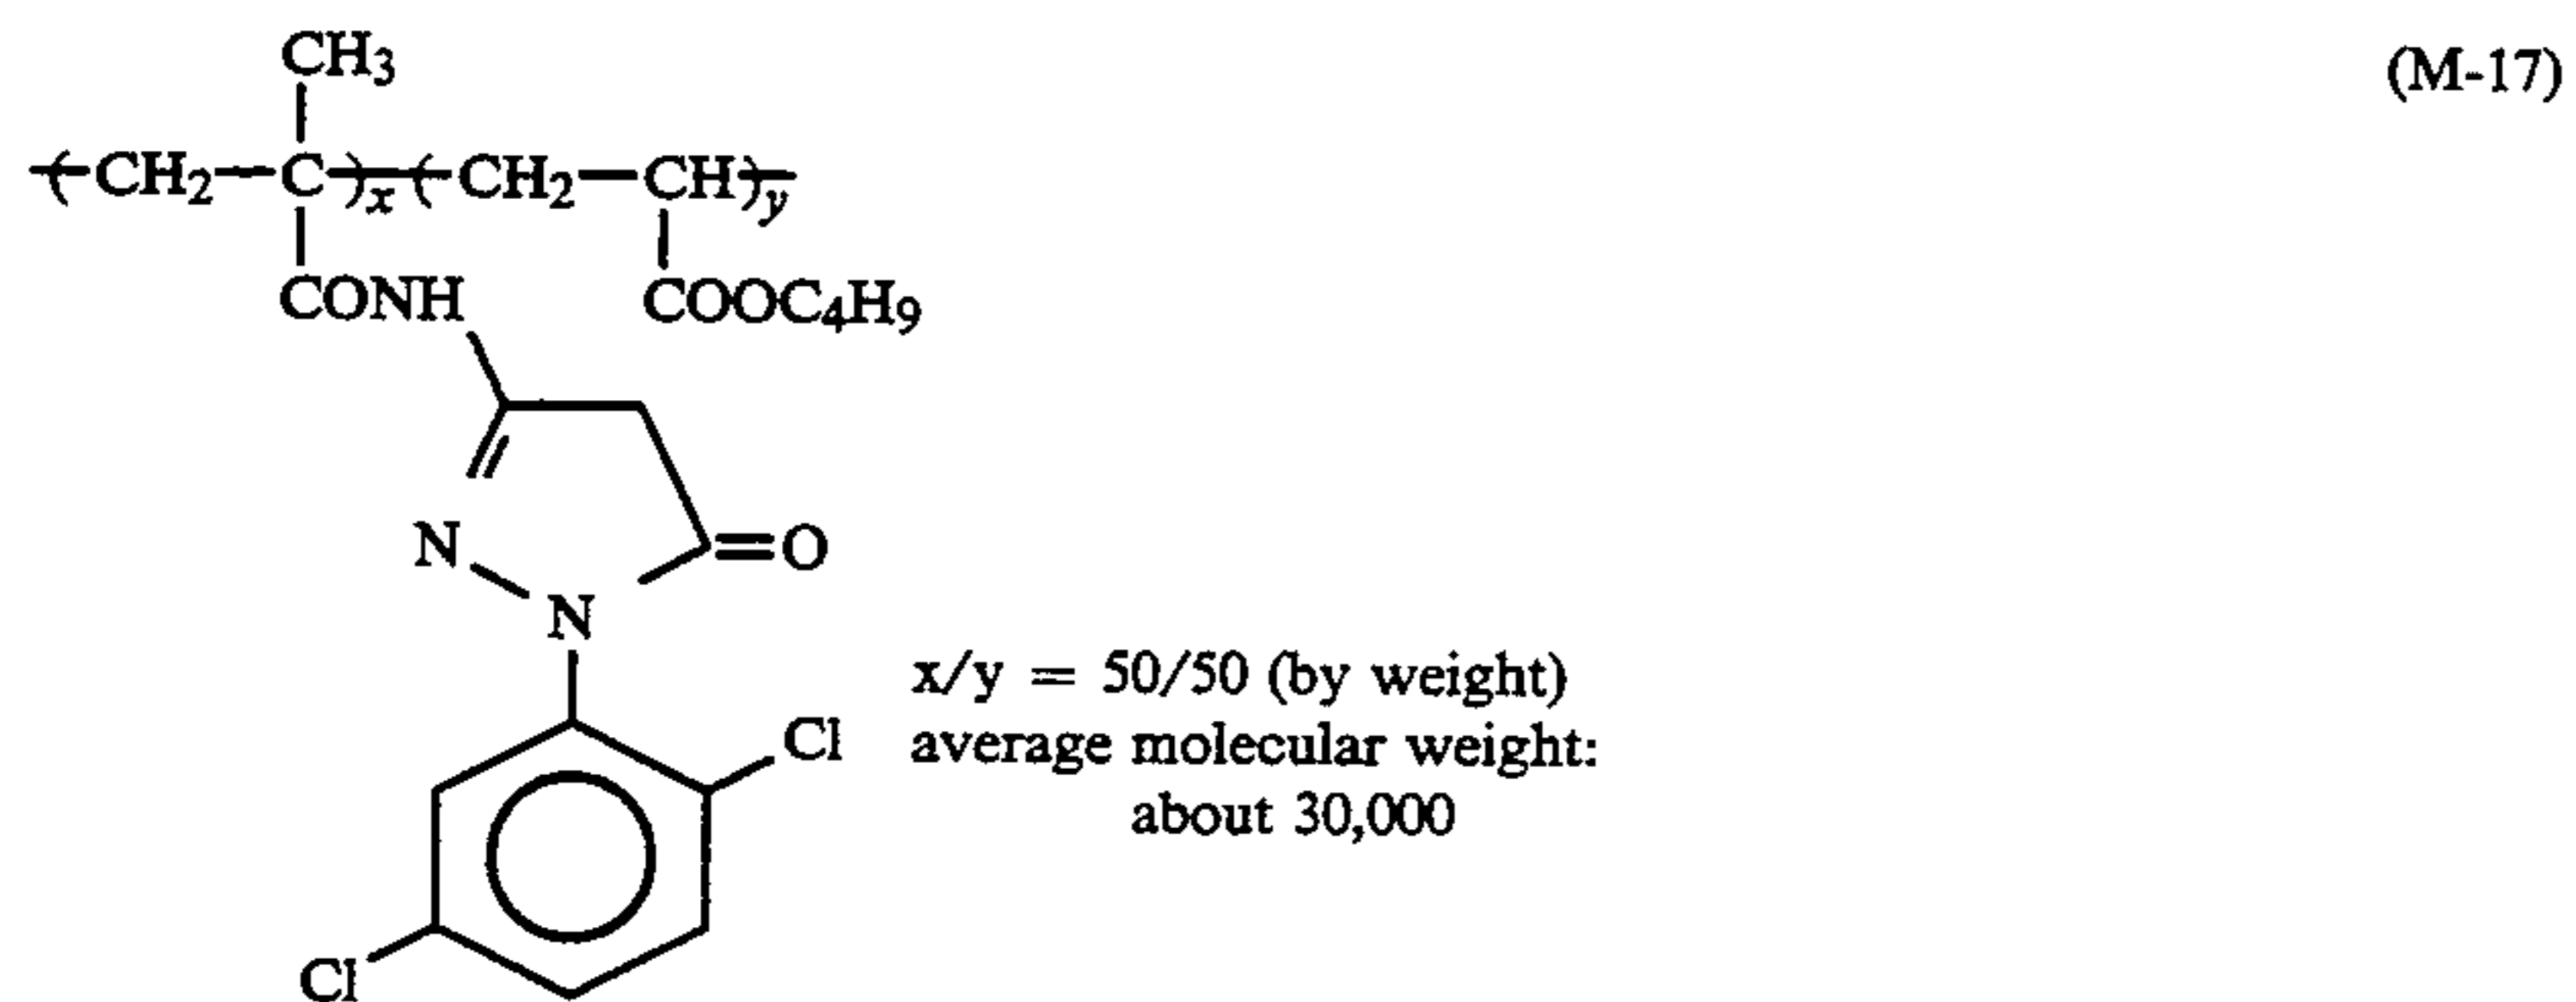 CH3 (M-17)
-(CH2-C)x-(CH2-CH)y-
CONH COOC4H9
N =O
N
x/y = 50/50 (by weight)
Cl average molecular weight:
about 30,000
Cl